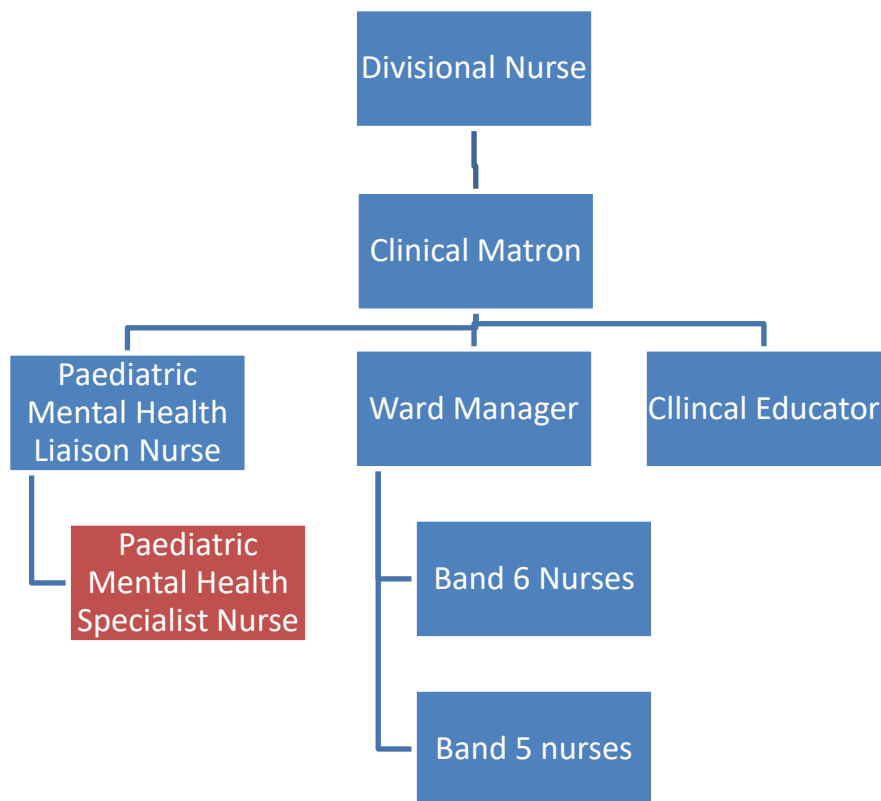 Divisional Nurse
Clinical Matron
Paediatric
Mental Health
Liaison Nurse
Ward Manager
Cllincal Educator
Paediatric
Mental Health
Specialist Nurse
Band 6 Nurses
Band 5 nurses